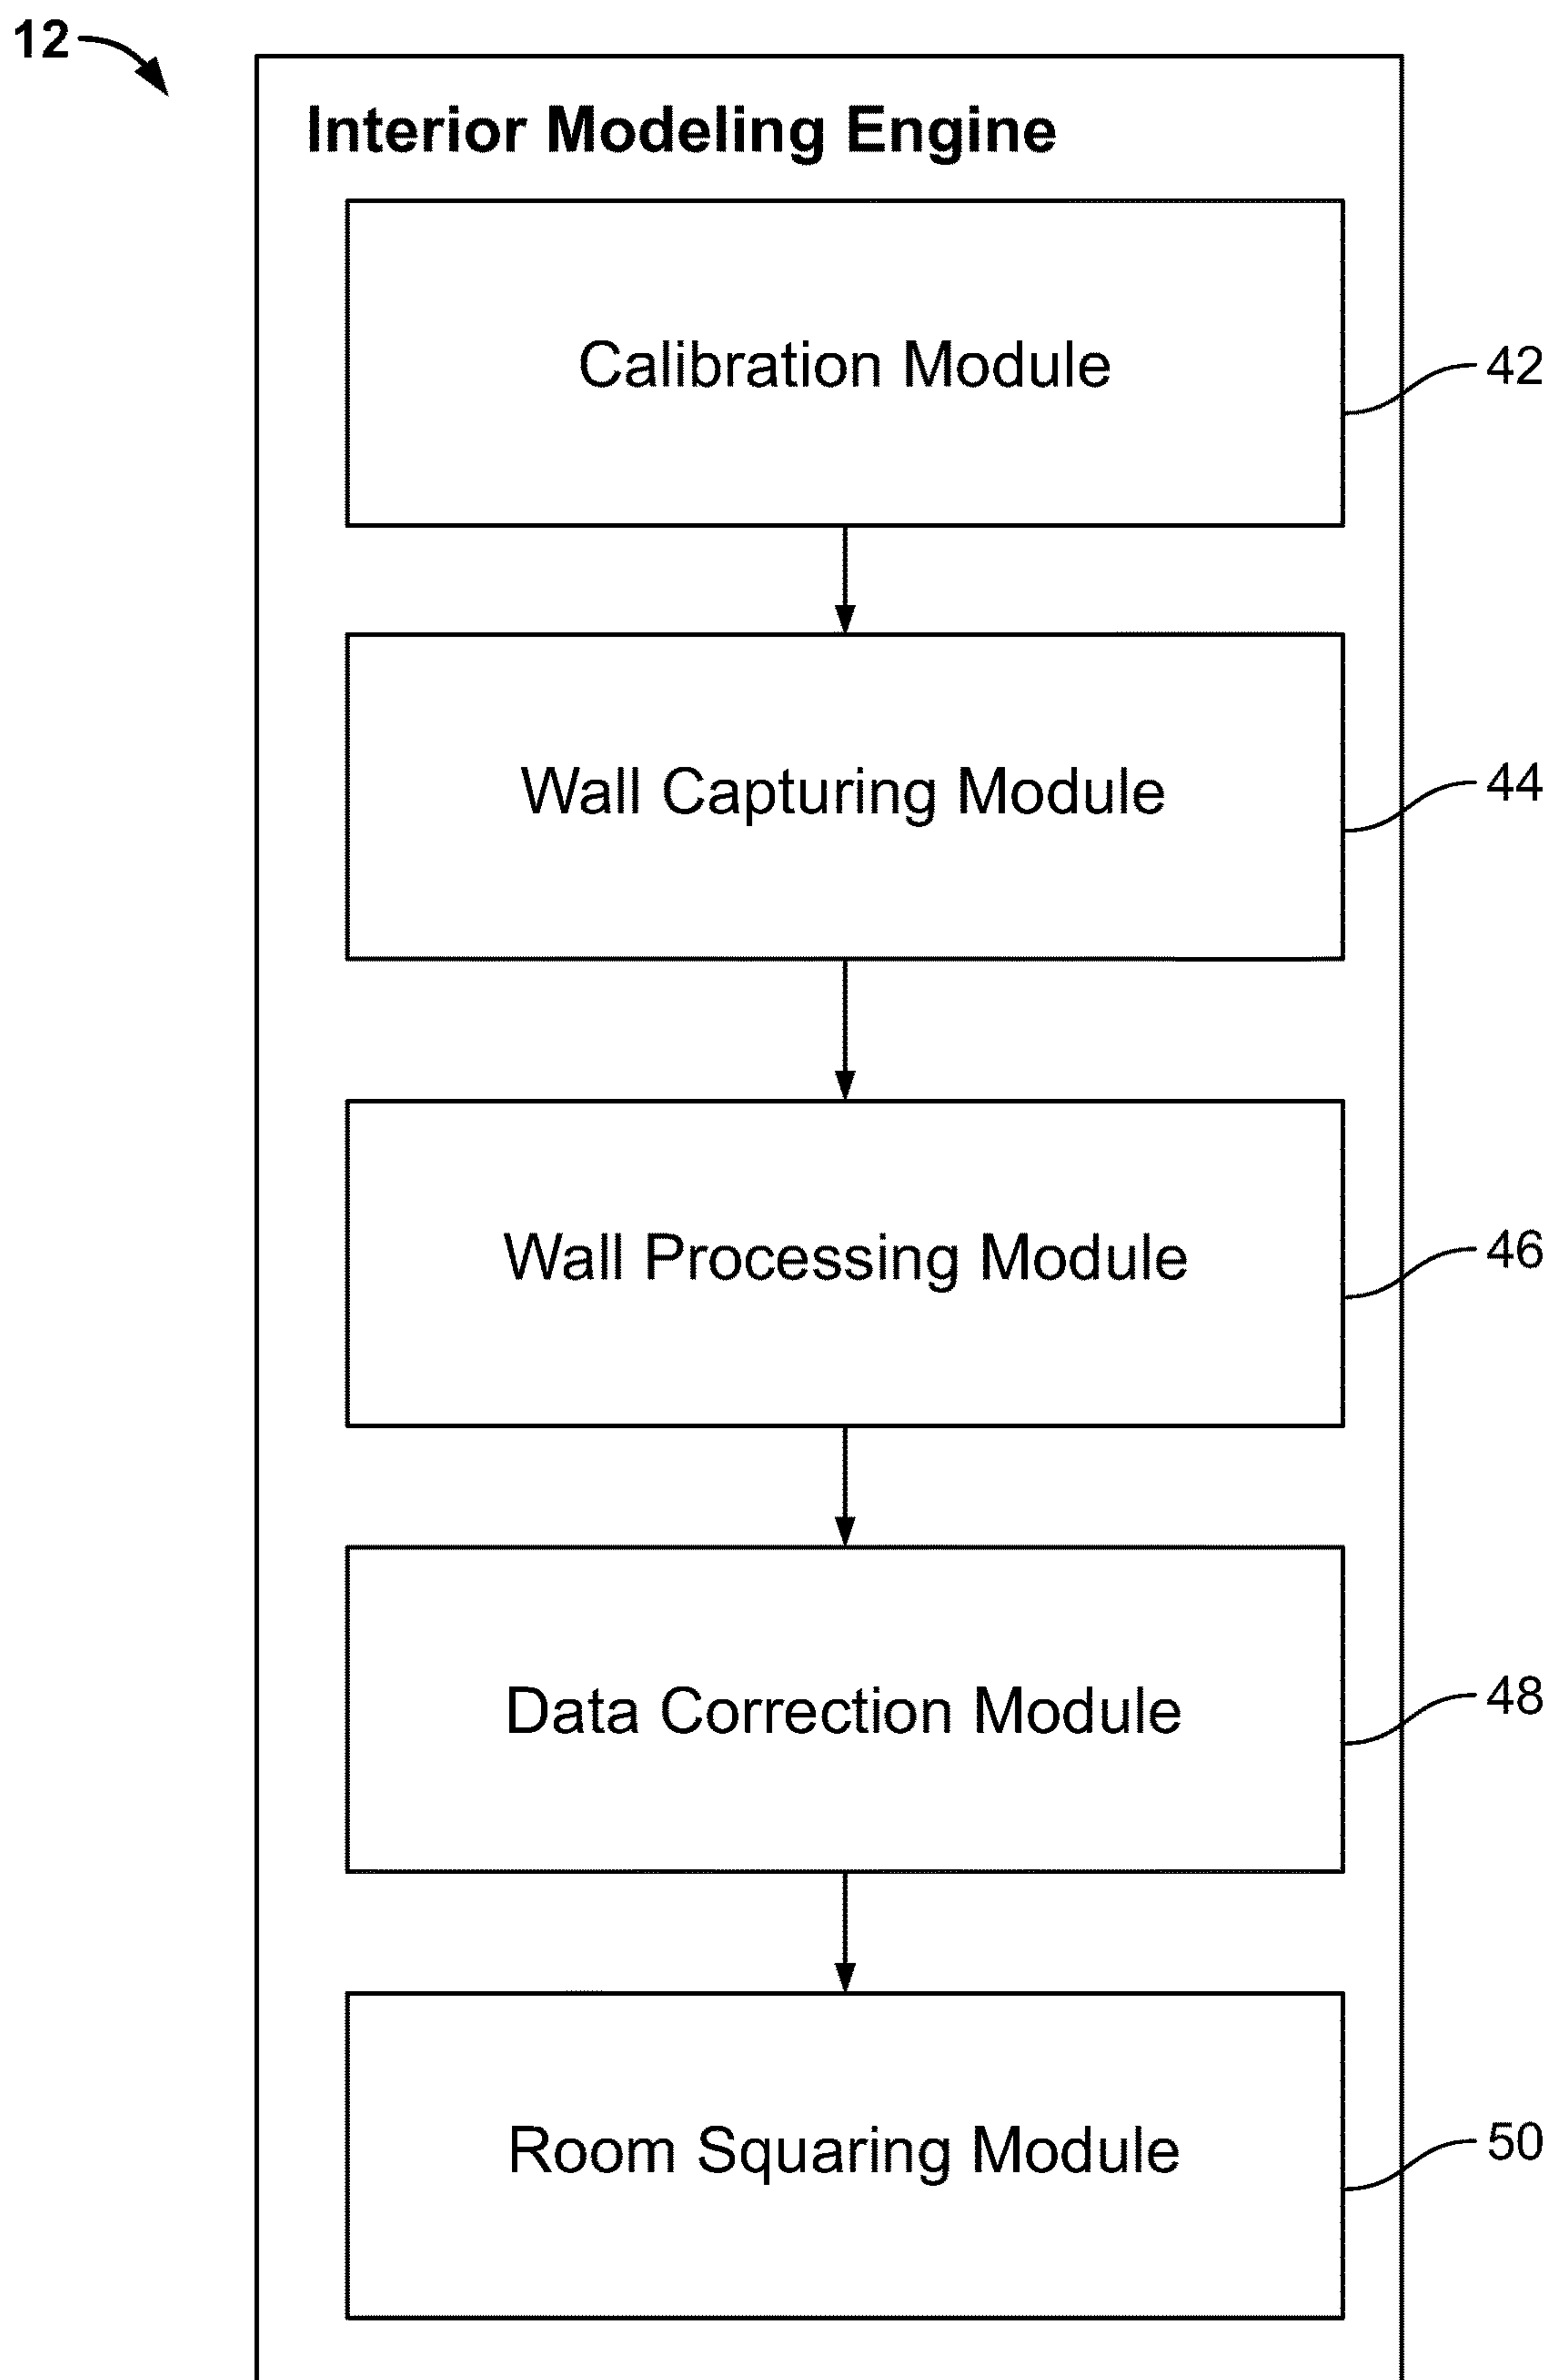 12
Interior Modeling Engine
Calibration Module
42
Wall Capturing Module
44
Wall Processing Module
46
Data Correction Module
48
Room Squaring Module
50